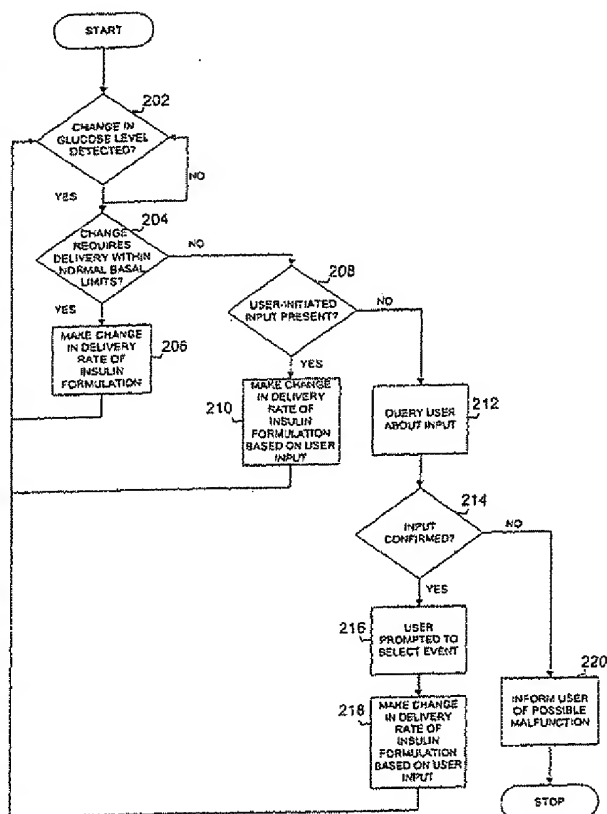 START
202
CHANGE IN
GLUCOSE LEVEL
DETECTED?
NO
YES
204
CHANGE
REQUIRES
DELIVERY WITHIN
NORMAL BASAL
LIMITS?
NO
YES
208
USER-INITIATED
INPUT PRESENT?
NO
YES
MAKE CHANGE
IN DELIVERY
RATE OF
INSULIN
FORMULATION
206
210
MAKE CHANGE
IN DELIVERY
RATE OF
INSULIN
FORMULATION
BASED ON USER
INPUT
QUERY USER
ABOUT INPUT
212
214
INPUT
CONFIRMED?
NO
YES
216
USER
PROMPTED TO
SELECT EVENT
218
MAKE CHANGE
IN DELIVERY
RATE OF
INSULIN
FORMULATION
BASED ON USER
INPUT
220
INFORM USER
OF POSSIBLE
MALFUNCTION
STOP